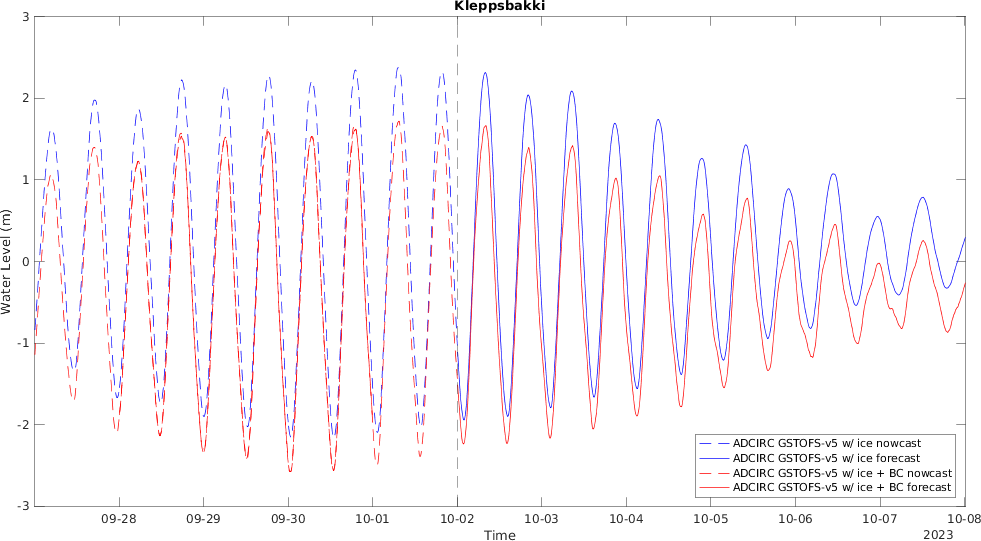 Kleppsbakki
3
2
1
0
-1
-2
-3
Water Level (m)
09-28 09-29 09-30 10-01 10-02 10-03 10-04 10-05 10-06 10-07 10-08
Time
2023
ADCIRC GSTOFS-v5 w/ ice nowcast
ADCIRC GSTOFS-v5 w/ ice forecast
ADCIRC GSTOFS-v5 w/ ice + BC nowcast
ADCIRC GSTOFS-v5 w/ ice + BC forecast